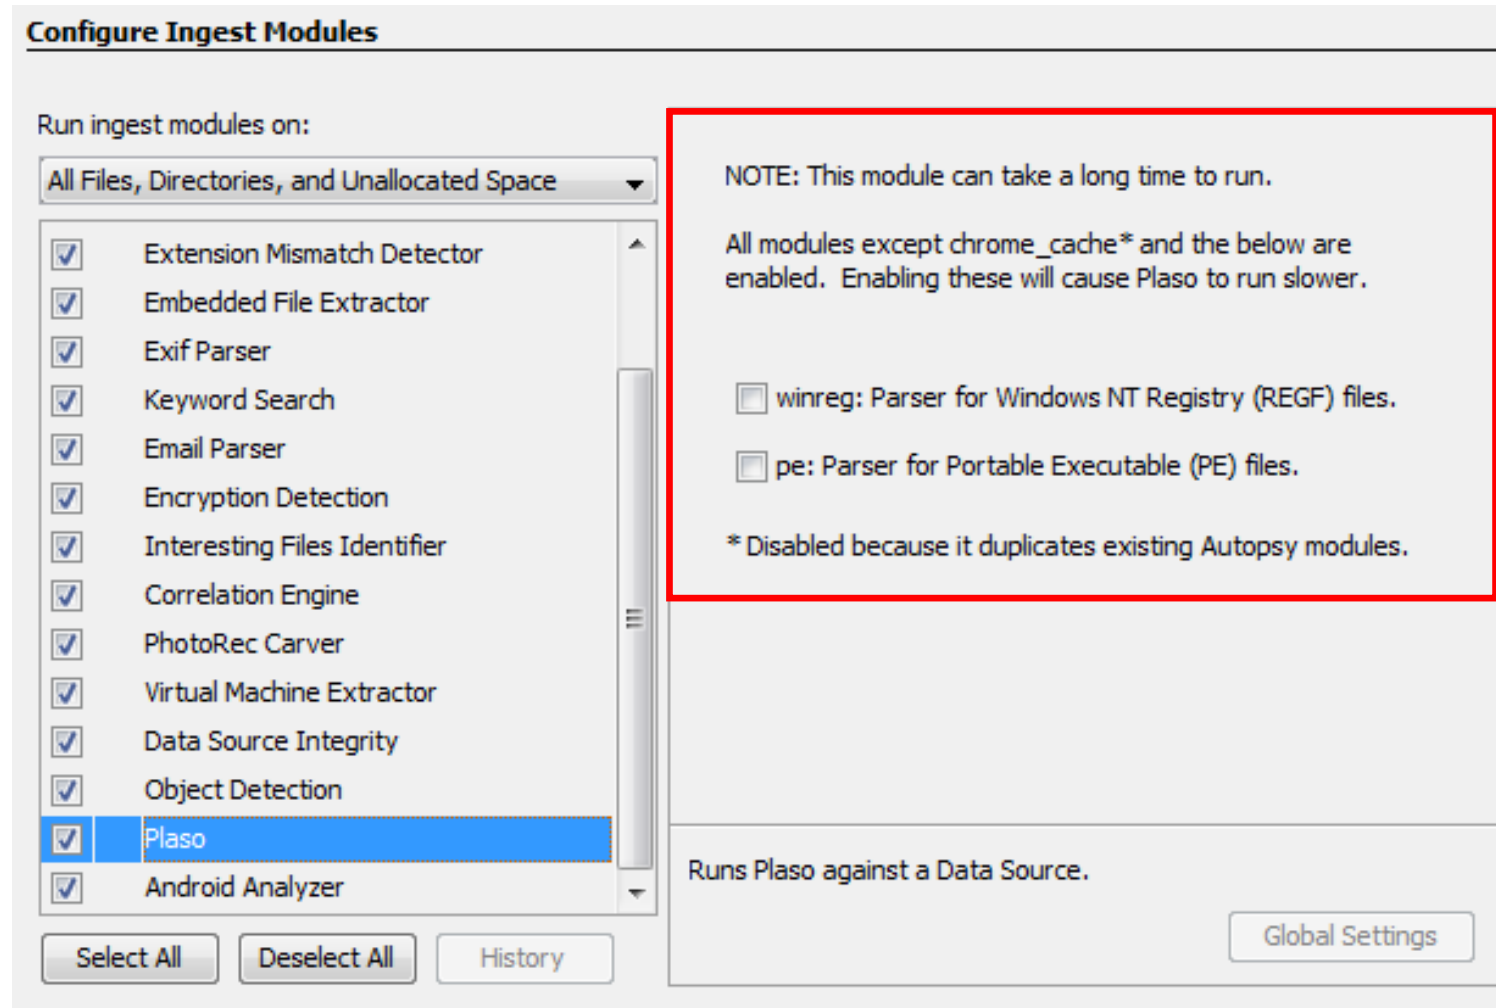 Configure Ingest Modules
Run ingest modules on:
All Files, Directories, and Unallocated Space
Extension Mismatch Detector
Embedded File Extractor
Exif Parser
Keyword Search
Email Parser
Encryption Detection
Interesting Files Identifier
Correlation Engine
PhotoRec Carver
Virtual Machine Extractor
Data Source Integrity
Object Detection
Plaso
Android Analyzer
Select All
Deselect All
History
NOTE: This module can take a long time to run.
All modules except chrome_cache* and the below are
enabled.  Enabling these will cause Plaso to run slower.
winreg: Parser for Windows NT Registry (REGF) files.
pe: Parser for Portable Executable (PE) files.
* Disabled because it duplicates existing Autopsy modules.
Runs Plaso against a Data Source.
Global Settings